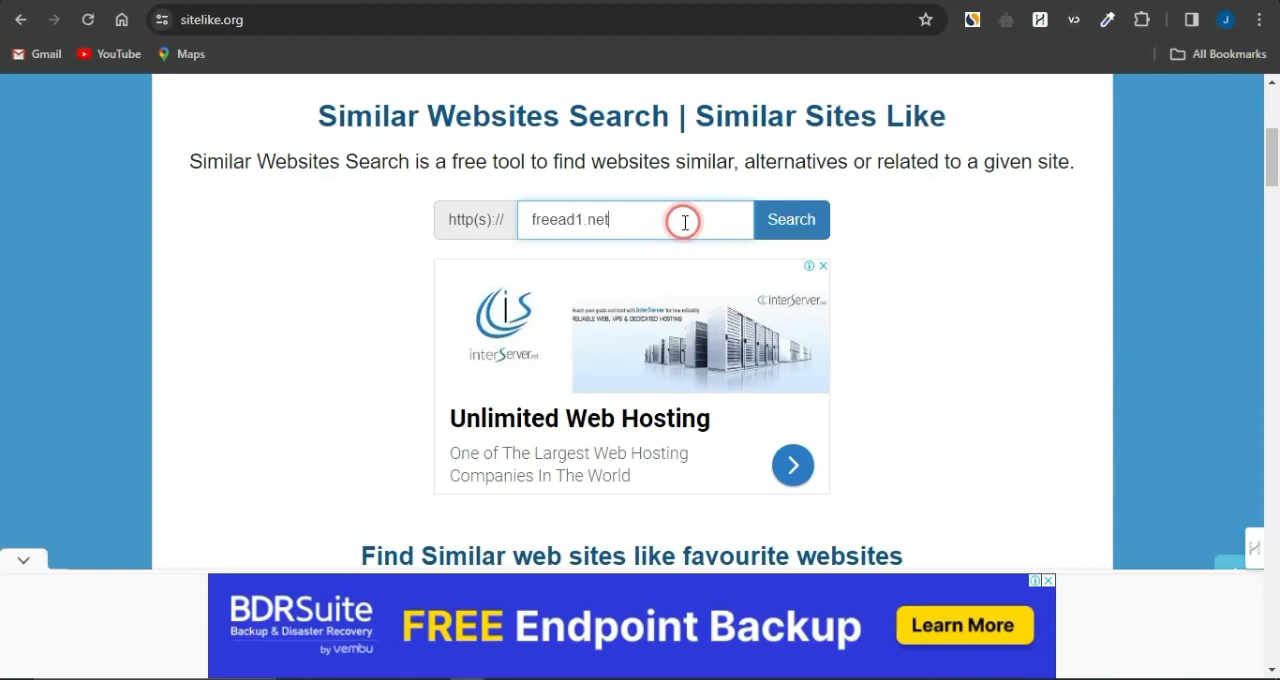 sitelike.org
Gmail YouTube Maps All Bookmarks
Similar Websites Search | Similar Sites Like
Similar Websites Search is a free tool to find websites similar, alternatives or related to a given site.
http(s):// freead1.net Search
interServer.net
interServer.net
Reach your goals and best with InterServer for true reliability
RELIABLE WEB, VPS & DEDICATED HOSTING
Unlimited Web Hosting
One of The Largest Web Hosting
Companies In The World
Find Similar web sites like favourite websites
BDRSuite
Backup & Disaster Recovery
by vembu
FREE Endpoint Backup
Learn More